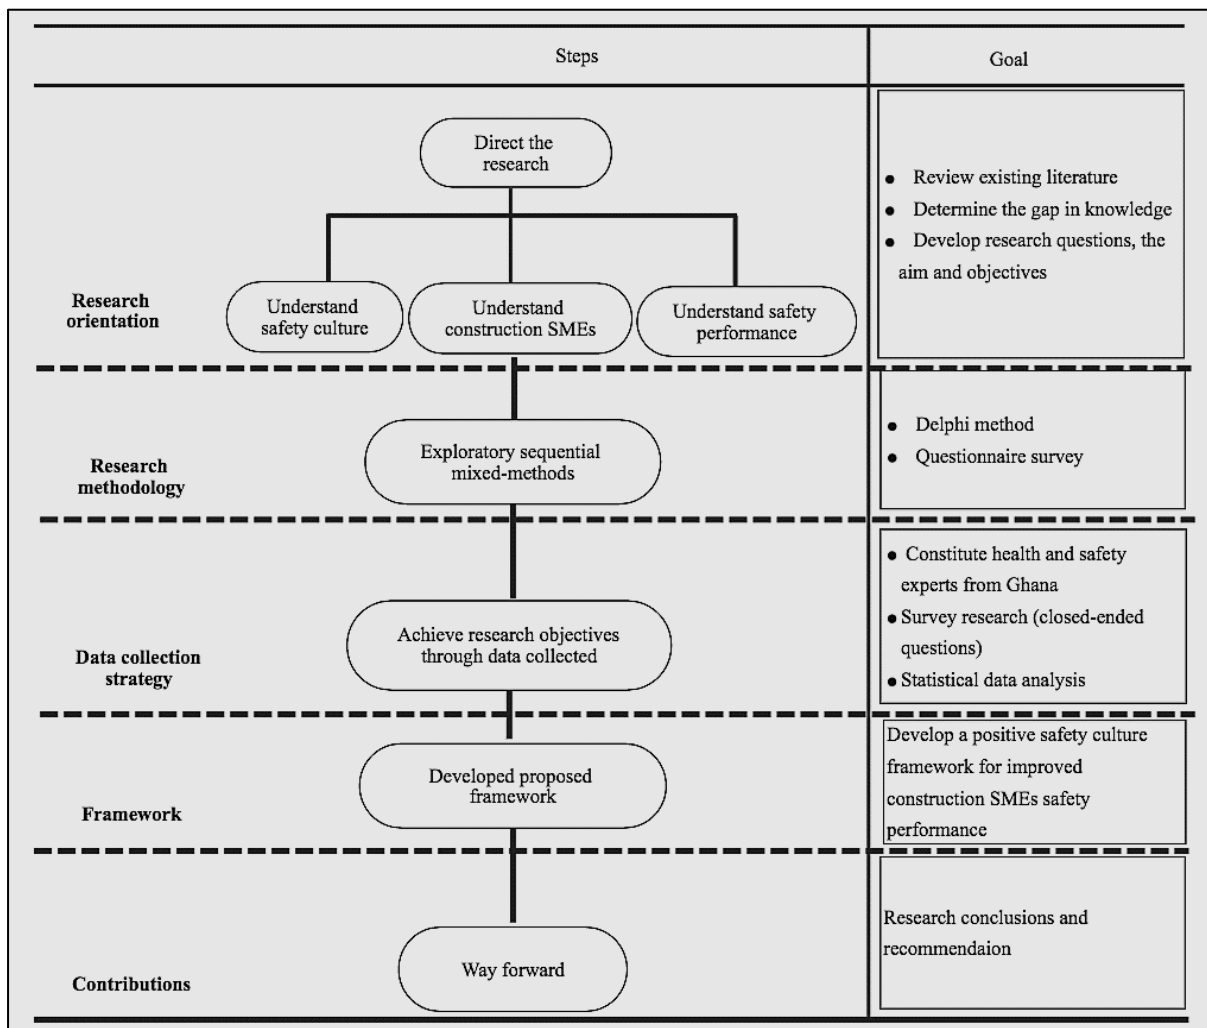 Steps
Goal
Direct the
research
Understand
safety culture
Understand
construction SMEs
Understand safety
performance
Research
orientation
● Review existing literature
● Determine the gap in knowledge
● Develop research questions, the
aim and objectives
Exploratory sequential
mixed-methods
Research
methodology
● Delphi method
● Questionnaire survey
Achieve research objectives
through data collected
Data collection
strategy
● Constitute health and safety
experts from Ghana
● Survey research (closed-ended
questions)
● Statistical data analysis
Developed proposed
framework
Framework
Develop a positive safety culture
framework for improved
construction SMEs safety
performance
Way forward
Contributions
Research conclusions and
recommendaion